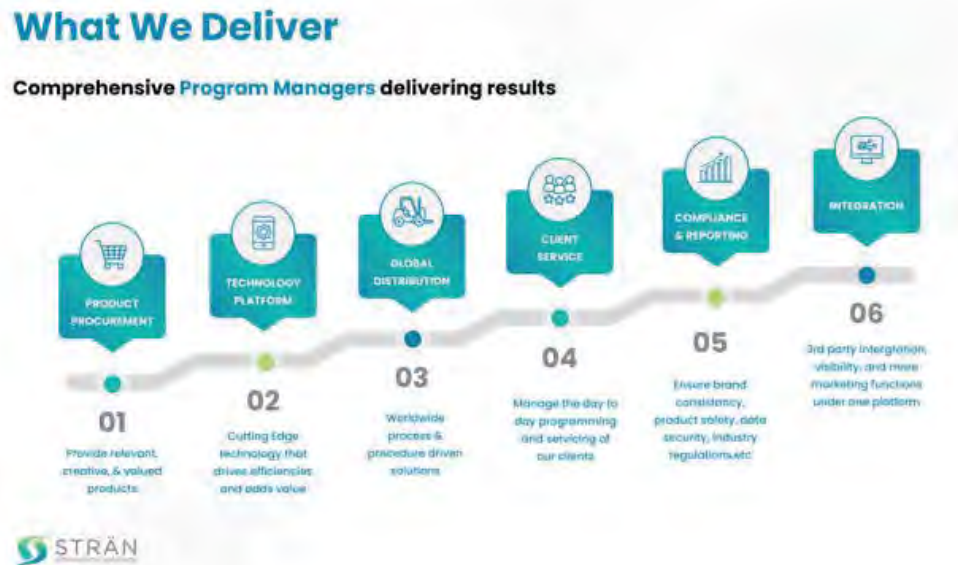 What We Deliver
Comprehensive Program Managers delivering results
PRODUCT
PROCUREMENT
01
Provide relevant,
creative, & valued
products.
TECHNOLOGY
PLATFORM
02
Cutting Edge
technology that
drives efficiencies
and adds value
GLOBAL
DISTRIBUTION
03
Worldwide
process &
procedure driven
solutions
CLIENT
SERVICE
04
Manage the day to
day programming
and servicing of
our clients
COMPLIANCE
& REPORTING
05
Ensure brand
consistency,
product safety, data
security, industry
regulations,etc
INTEGRATION
06
3rd party intergration,
visibility, and more
marketing functions
under one platform
STRÄN